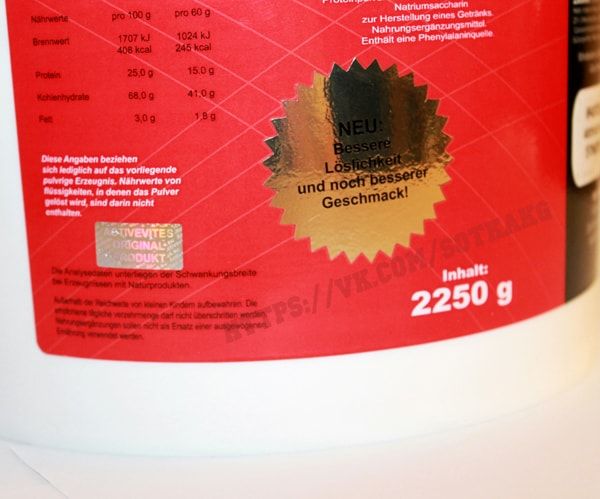 Natriumsaccharin
zur Herstellung eines Getränks.
Nahrungsergänzungsmittel.
Enthält eine Phenylalaninquelle.
Nährwerte pro 100 g pro 60 g
Brennwert 1707 kJ 1024 kJ
408 kcal 245 kcal
Protein 25,0 g 15,0 g
Kohlenhydrate 68,0 g 41,0 g
Fett 3,0 g 1,8 g
Diese Angaben beziehen
sich lediglich auf das vorliegende
pulvrige Erzeugnis. Nährwerte von
flüssigkeiten, in denen das Pulver
gelöst wird, sind darin nicht
enthalten.
ACTIVEVITES
ORIGINAL
PRODUKT
Die Analysedaten unterliegen der Schwankungsbreite
bei Erzeugnissen mit Naturprodukten.
Außerhalb der Reichweite von kleinen Kindern aufbewahren. Die
empfohlene tägliche verzehrmenge darf nicht überschritten werden.
Nahrungsergänzungen sollen nicht als Ersatz einer ausgewogenen
Ernährung verwendet werden.
NEU:
Bessere
Löslichkeit
und noch besserer
Geschmack!
Inhalt:
2250 g
HTTPS://VK.COM/SOTKAKG